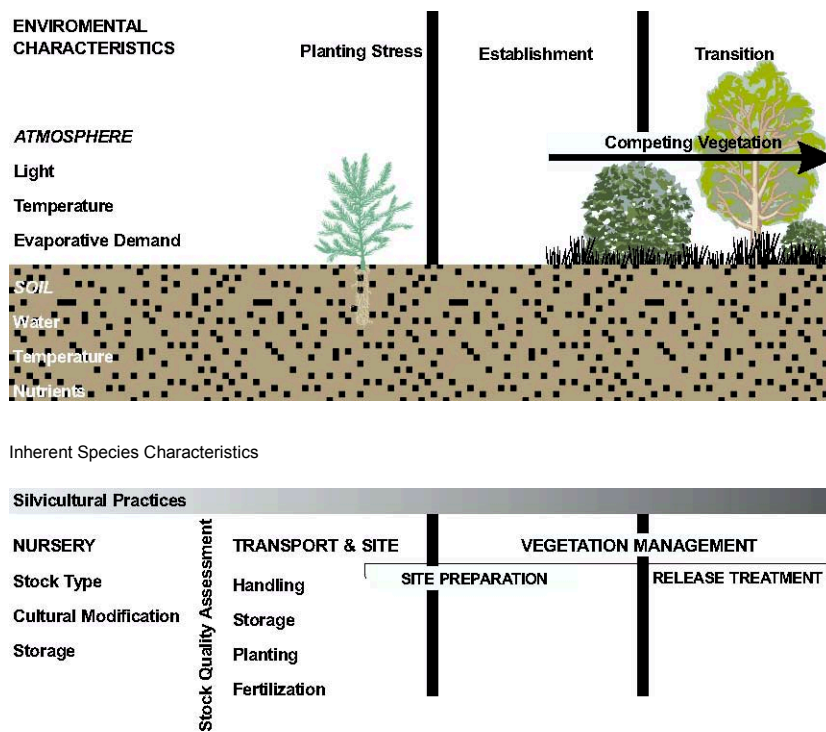 ENVIROMENTAL
CHARACTERISTICS
Planting Stress
Establishment
Transition
ATMOSPHERE
Competing Vegetation
Light
Temperature
Evaporative Demand
SOIL
Water
Temperature
Nutrients
Inherent Species Characteristics
Silvicultural Practices
NURSERY
Stock Type
Cultural Modification
Storage
Stock Quality Assessment
TRANSPORT & SITE
Handling
Storage
Planting
Fertilization
VEGETATION MANAGEMENT
SITE PREPARATION
RELEASE TREATMENT